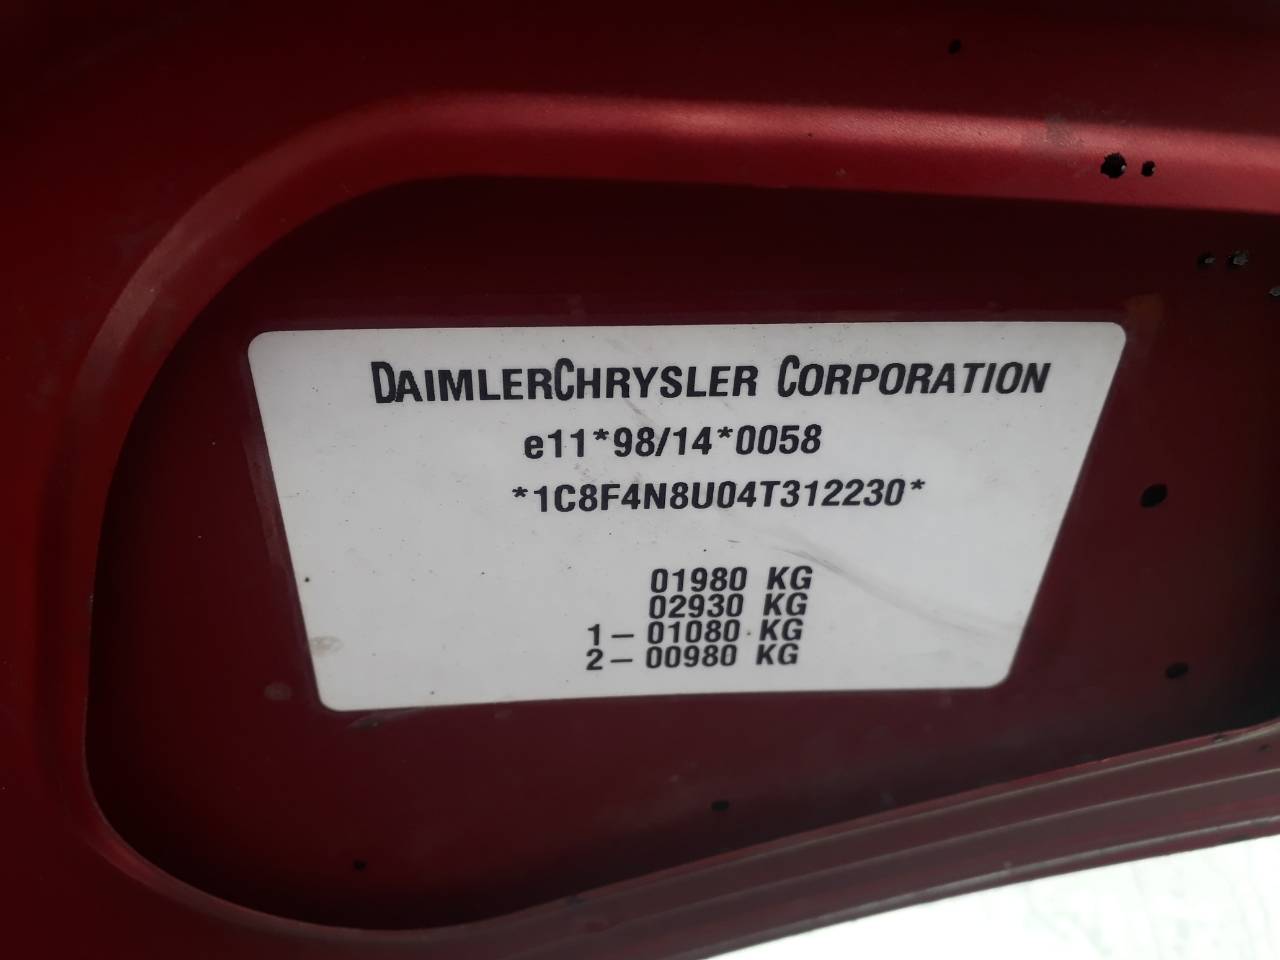 DAIMLERCHRYSLER CORPORATION
e11*98/14*0058
*1C8F4N8U04T312230*
01980 KG
02930 KG
1– 01080 KG
2– 00980 KG